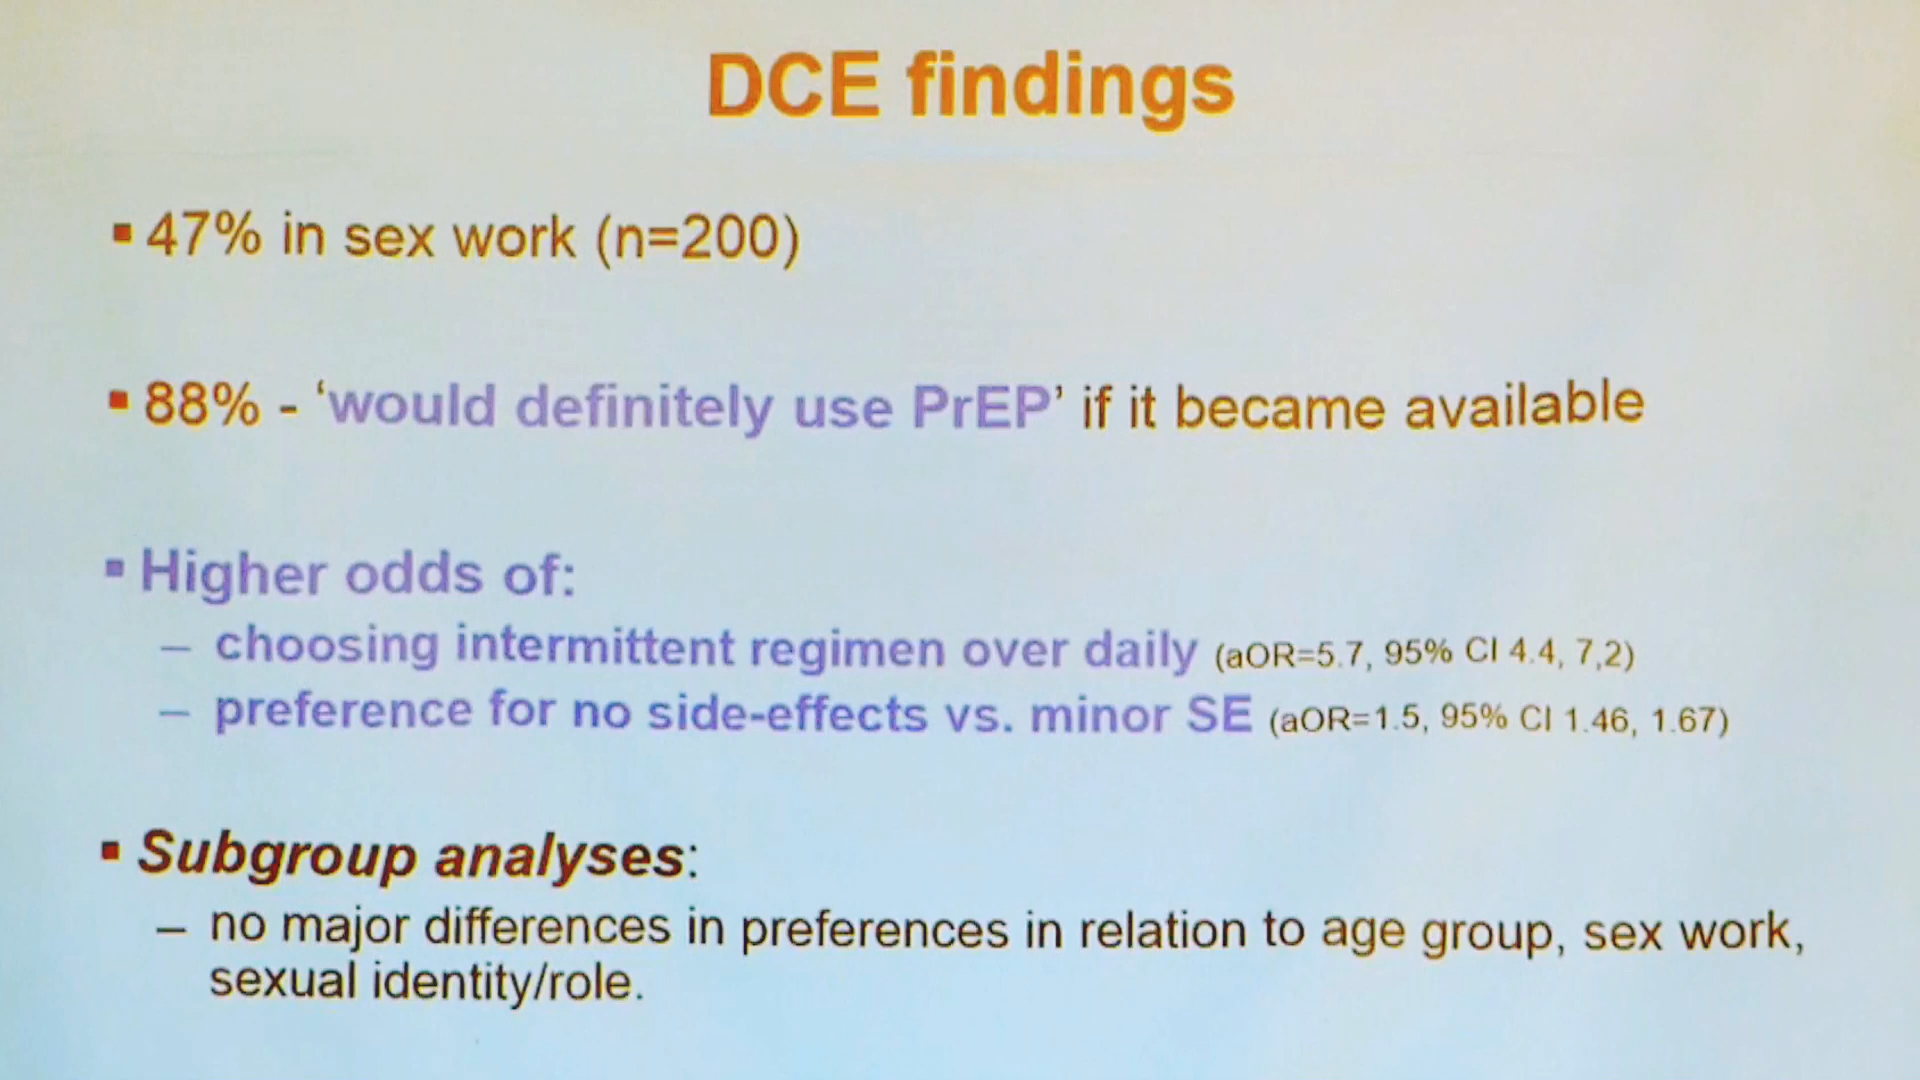 DCE findings
▪ 47% in sex work (n=200)
▪ 88% - ‘would definitely use PrEP’ if it became available
▪ Higher odds of:
– choosing intermittent regimen over daily (aOR=5.7, 95% CI 4.4, 7,2)
– preference for no side-effects vs. minor SE (aOR=1.5, 95% CI 1.46, 1.67)
▪ Subgroup analyses:
– no major differences in preferences in relation to age group, sex work,
sexual identity/role.